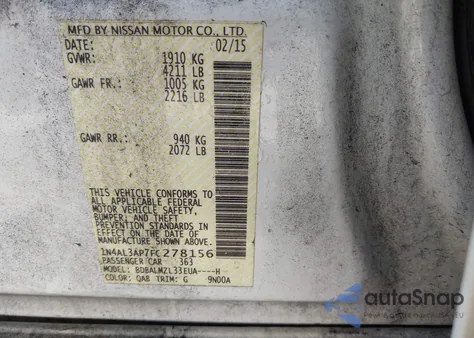 MFD BY NISSAN MOTOR CO., LTD.
DATE: 02/15
GVWR: 1910 KG
4211 LB
GAWR FR.: 1005 KG
2216 LB
GAWR RR.: 940 KG
2072 LB
THIS VEHICLE CONFORMS TO
ALL APPLICABLE FEDERAL
MOTOR VEHICLE SAFETY,
BUMPER, AND THEFT
PREVENTION STANDARDS IN
EFFECT ON THE DATE OF
MANUFACTURE SHOWN ABOVE.
1N4AL3AP7FC278156
PASSENGER CAR 363
MODEL: BDBALMZL33EUA----H
COLOR: QAB TRIM: G 9N00A
autoSnap